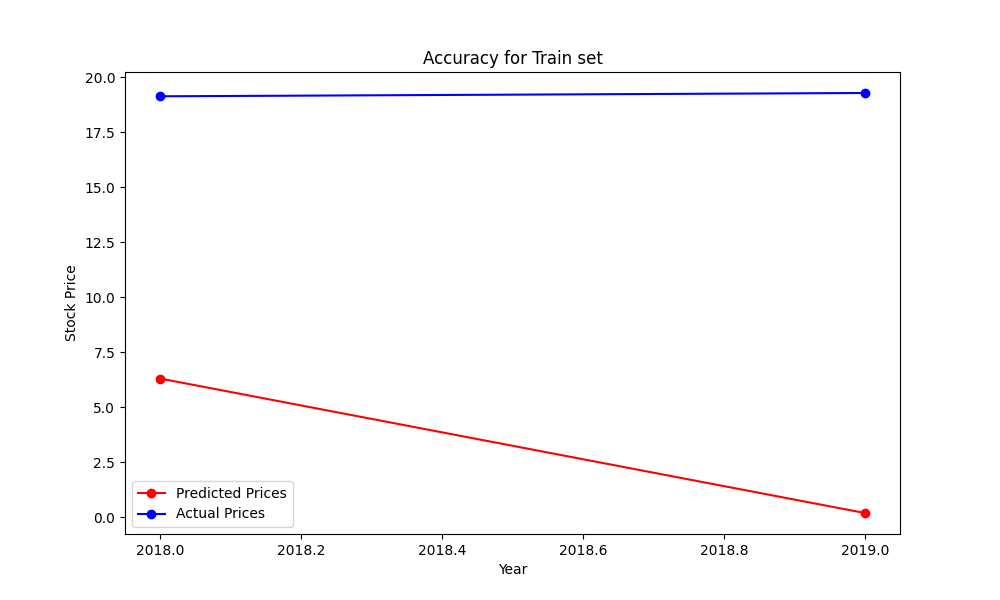 Accuracy for Train set
20.0
17.5
15.0
12.5
10.0
7.5
5.0
2.5
0.0
Stock Price
Predicted Prices
Actual Prices
2018.0 2018.2 2018.4 2018.6 2018.8 2019.0
Year